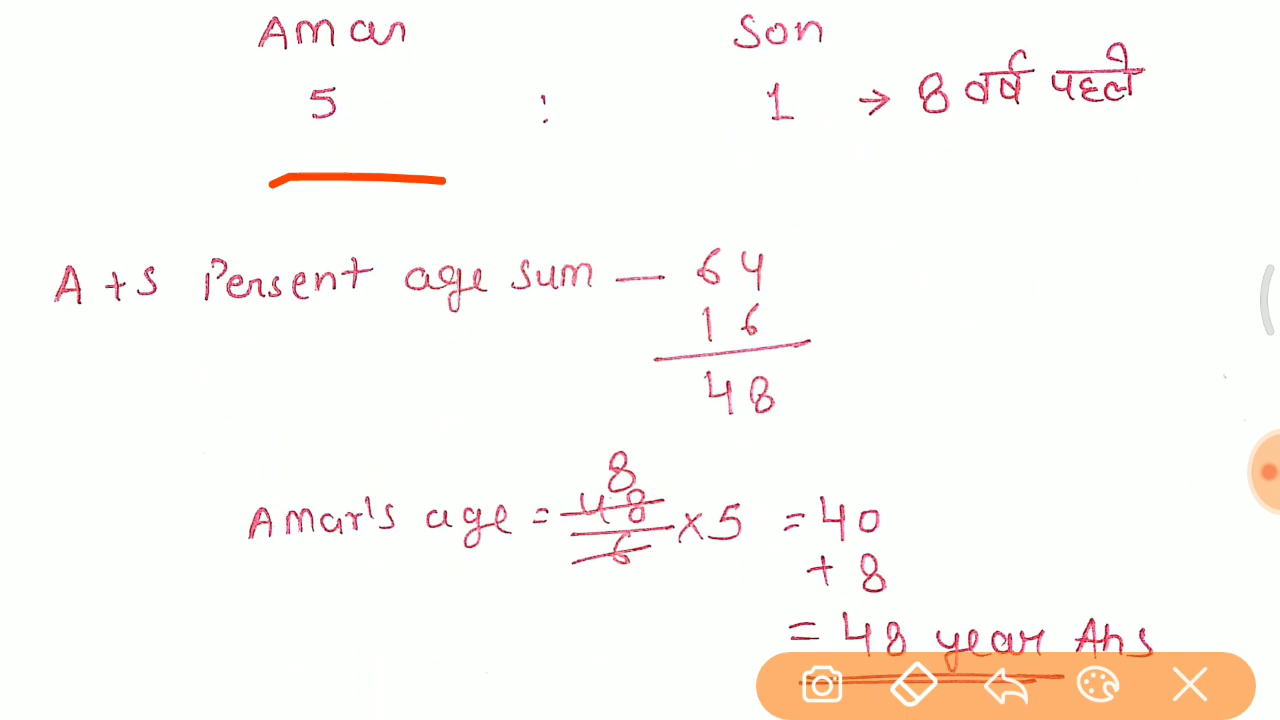 Amar Son
5 : 1 → 8 वर्ष पहले
A + S Persent age sum — 64
16
48
8
Amar's age = 48/6 × 5 = 40
+ 8
= 48 year Ans